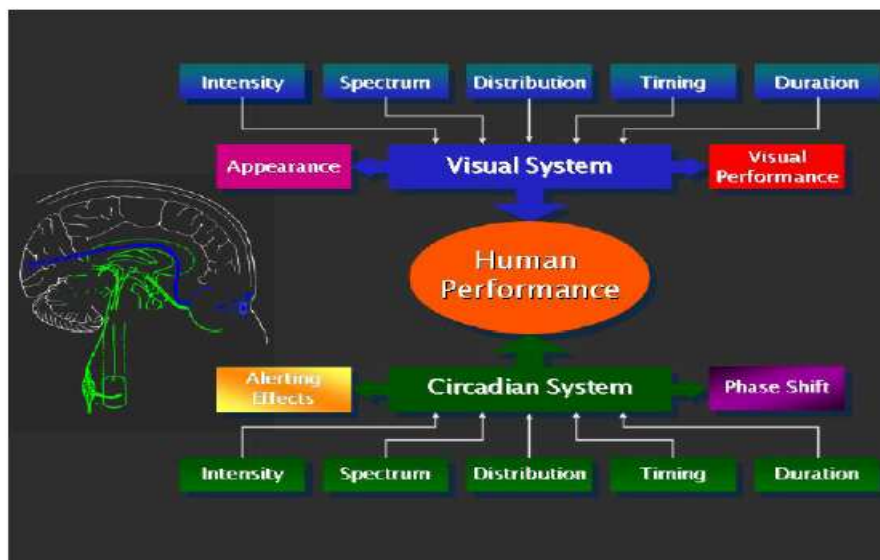 Intensity
Spectrum
Distribution
Timing
Duration
Appearance
Visual System
Visual
Performance
Human
Performance
Alerting
Effects
Circadian System
Phase Shift
Intensity
Spectrum
Distribution
Timing
Duration